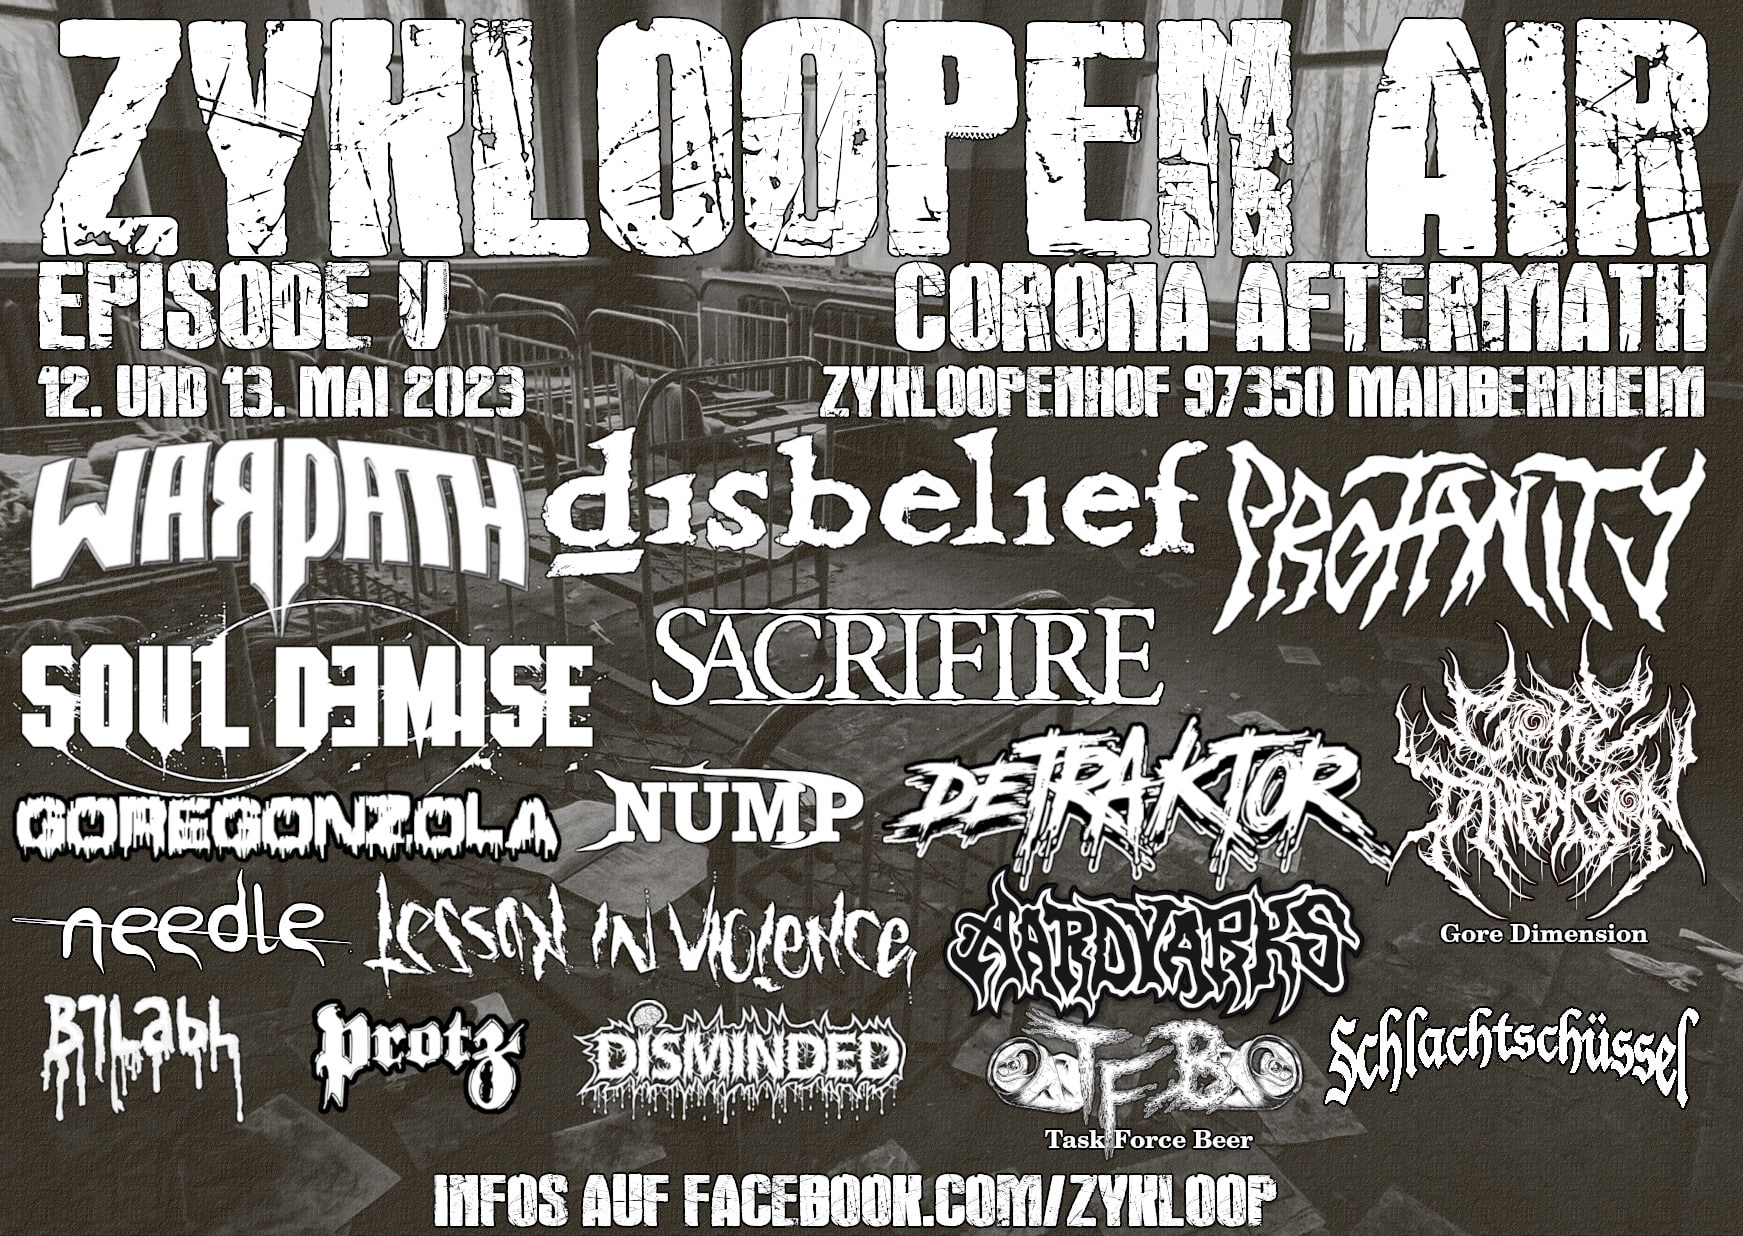 ZYKLOOPEN AIR
EPISODE V
CORONA AFTERMATH
12. UND 13. MAI 2023
ZYKLOOPENHOF 97350 MAINBERNHEIM
WARPATH
disbelief
PROFANITY
SOUL DEMISE
SACRIFIRE
GORE DIMENSION
Gore Dimension
GOREGONZOLA
NUMP
DETRAKTOR
needle
Lesson in Violence
AARDVARKS
Protz
DISMINDED
TFB
Task Force Beer
Schlachtschüssel
INFOS AUF FACEBOOK.COM/ZYKLOOP